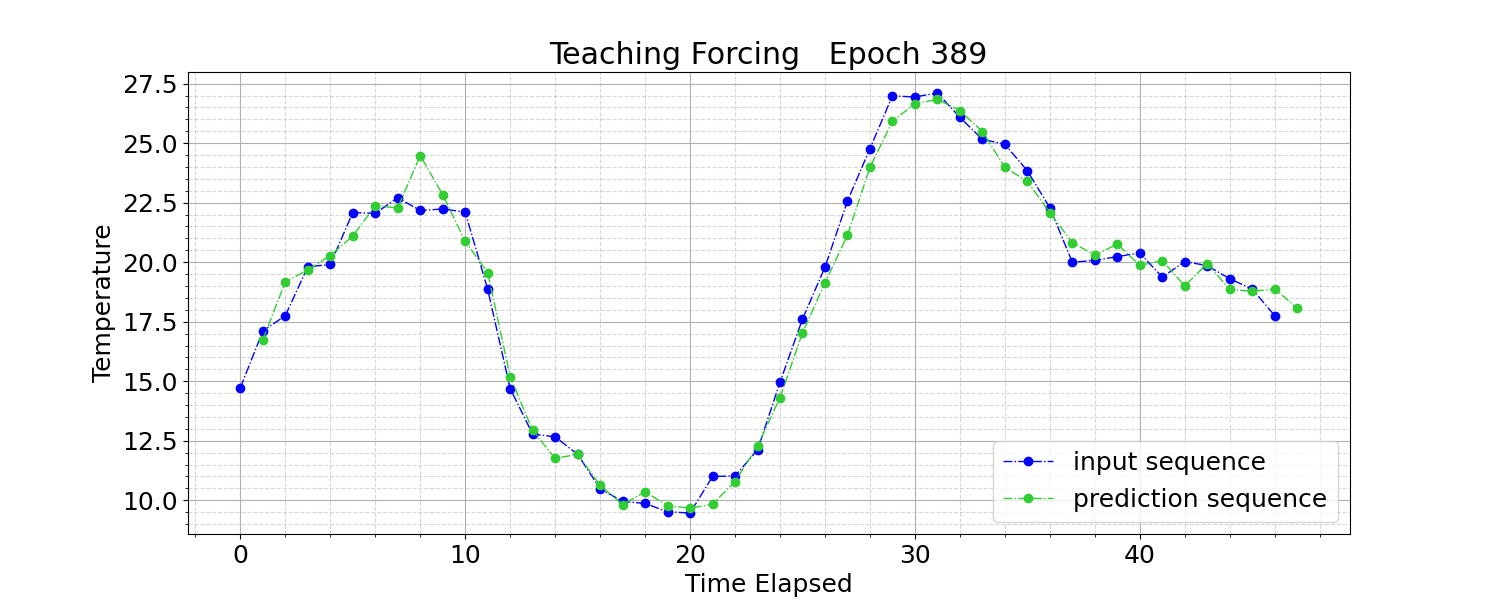 Teaching Forcing   Epoch 389
27.5
25.0
22.5
20.0
17.5
15.0
12.5
10.0
Temperature
input sequence
prediction sequence
0 10 20 30 40
Time Elapsed